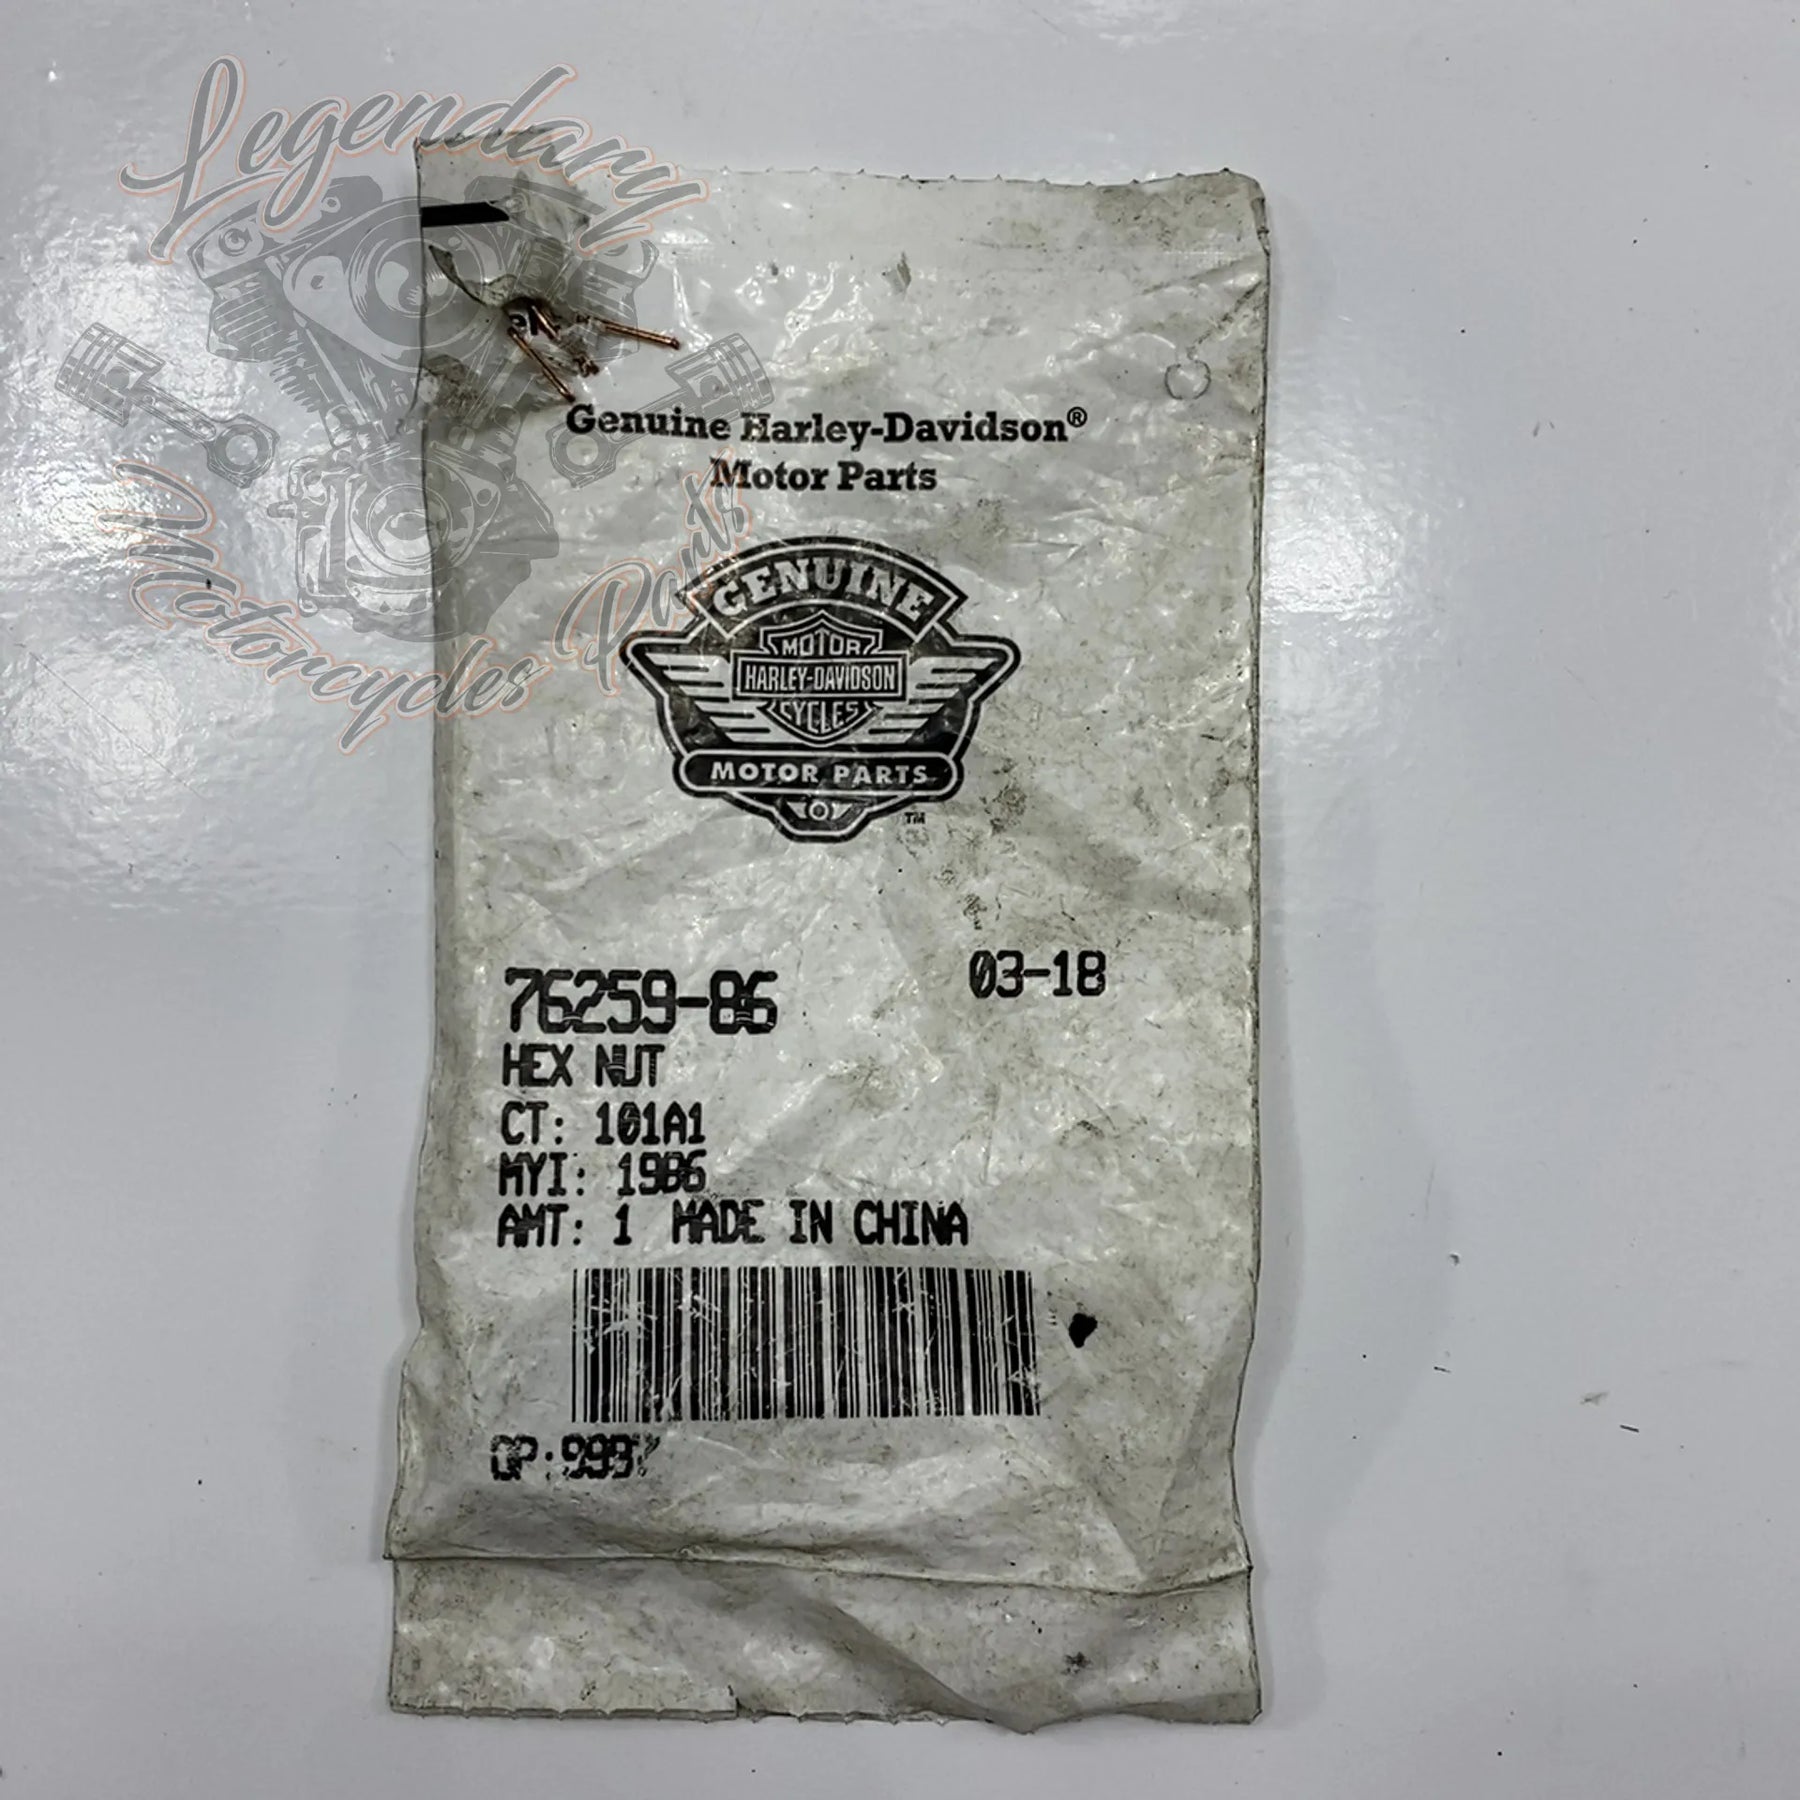 Legendary
Motorcycles Parts
Genuine Harley-Davidson®
Motor Parts
GENUINE
MOTOR
HARLEY-DAVIDSON
CYCLES
MOTOR PARTS
TM
76259-86
03-18
HEX NUT
CT: 101A1
MYI: 1986
AMT: 1 MADE IN CHINA